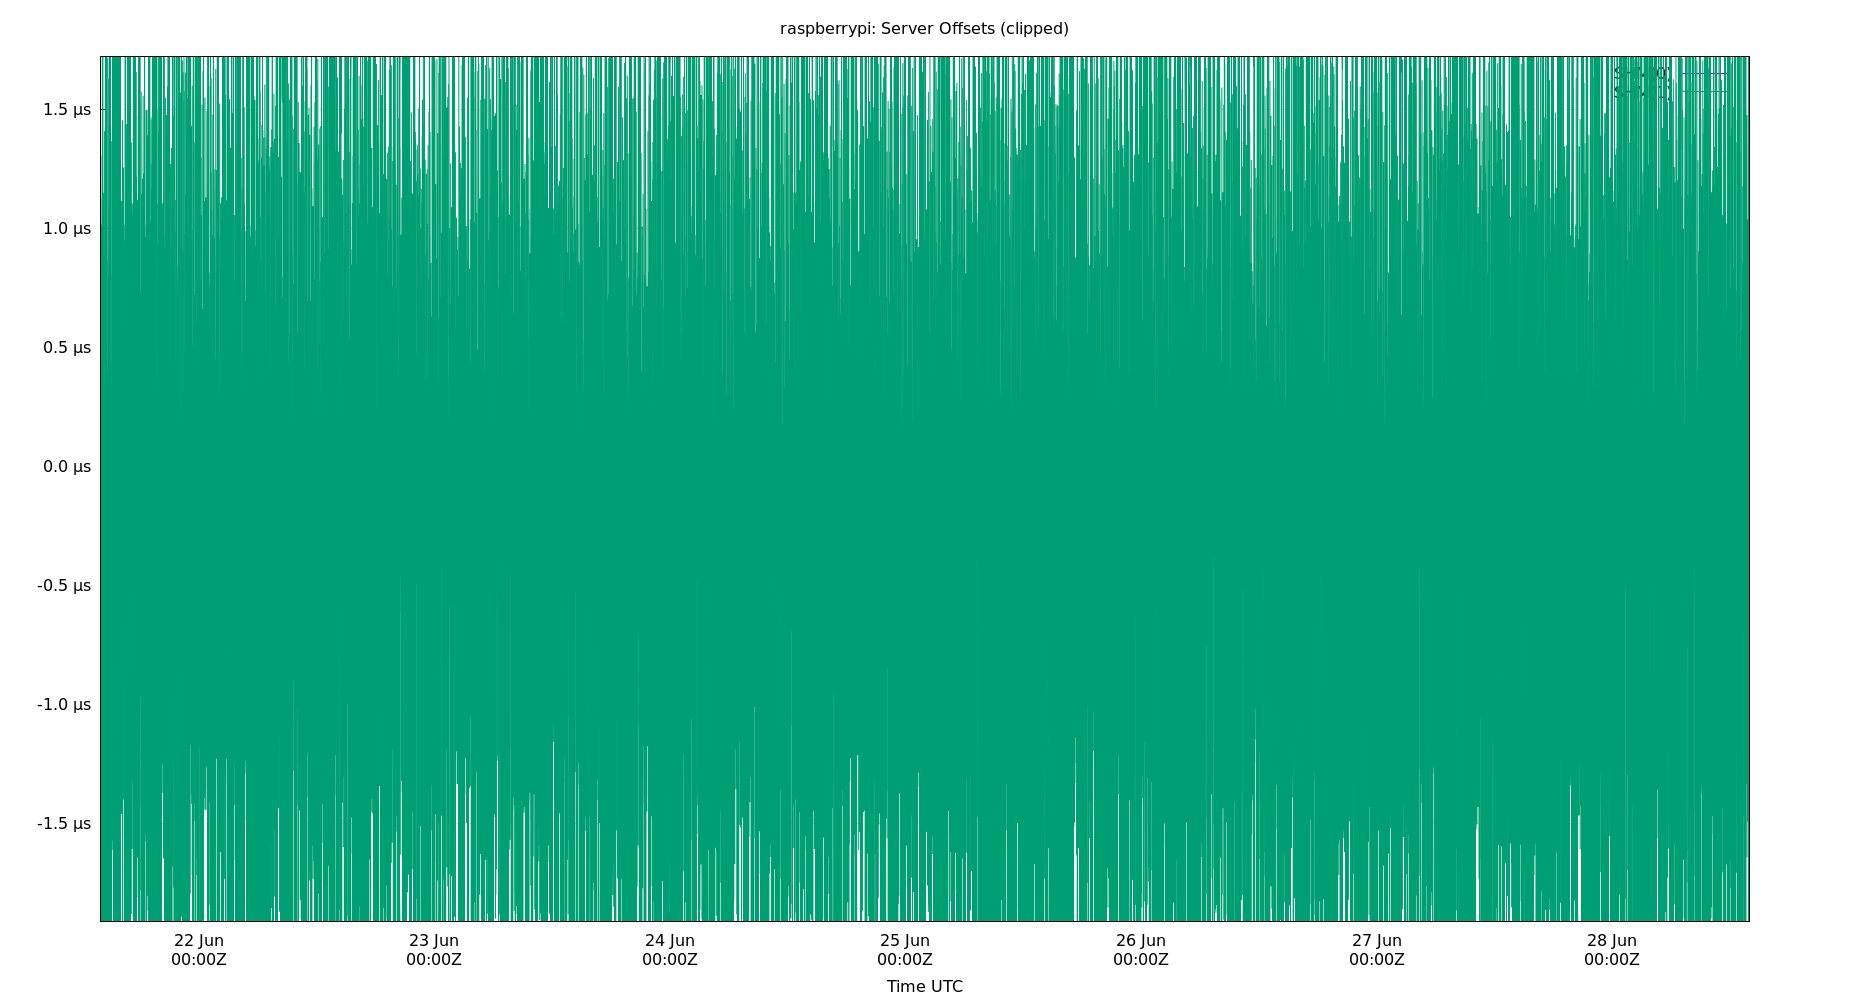 raspberrypi: Server Offsets (clipped)
1.5 µs
1.0 µs
0.5 µs
0.0 µs
-0.5 µs
-1.0 µs
-1.5 µs
22 Jun
00:00Z
23 Jun
00:00Z
24 Jun
00:00Z
25 Jun
00:00Z
26 Jun
00:00Z
27 Jun
00:00Z
28 Jun
00:00Z
Time UTC